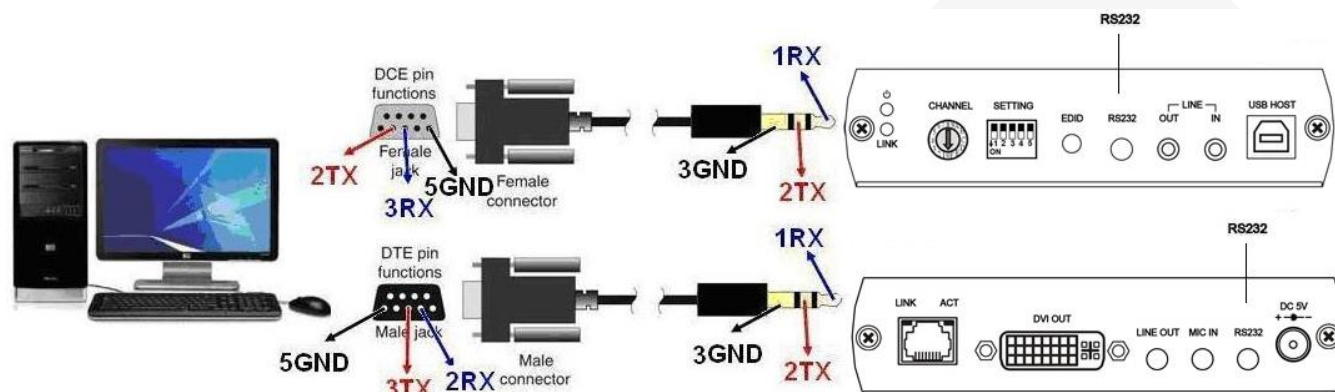 RS232
1RX
DCE pin
functions
CHANNEL
SETTING
EDID
RS232
LINE
OUT
IN
USB HOST
LINK
1 2 3 4 5
ON
Female
jack
2TX
3RX
5GND
Female
connector
3GND
2TX
RS232
1RX
DTE pin
functions
LINK
ACT
DVI OUT
LINE OUT
MIC IN
RS232
DC 5V
Male jack
5GND
3TX
2RX
Male
connector
3GND
2TX